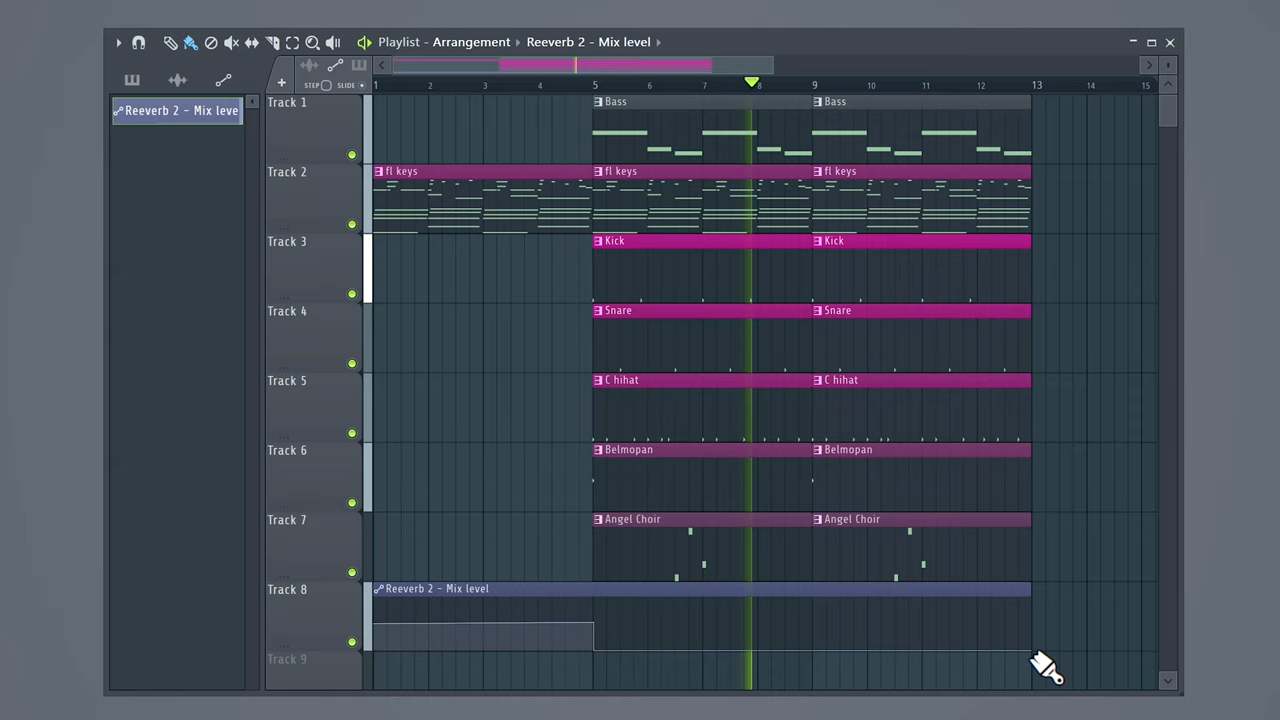 Playlist - Arrangement › Reeverb 2 - Mix level
STEP SLIDE
1 2 3 4 5 6 7 8 9 10 11 12 13 14 15
Reeverb 2 - Mix leve
Track 1
Bass Bass
Track 2
fl keys fl keys fl keys
Track 3
Kick Kick
Track 4
Snare Snare
Track 5
C hihat C hihat
Track 6
Belmopan Belmopan
Track 7
Angel Choir Angel Choir
Track 8
Reeverb 2 - Mix level
Track 9